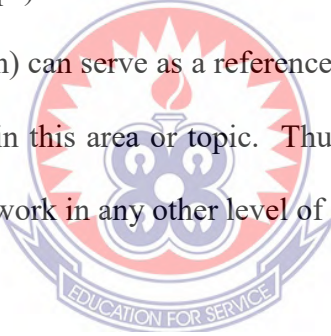 n) can serve as a reference
in this area or topic. Thu
work in any other level of
EDUCATION FOR SERVICE